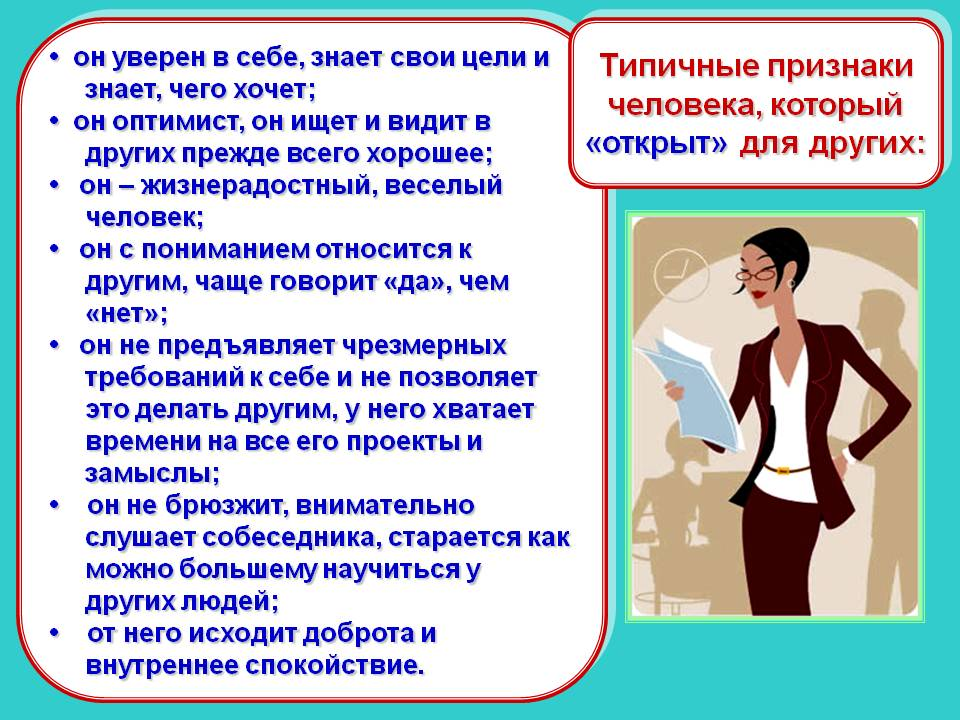 Типичные признаки
человека, который
«открыт» для других:
• он уверен в себе, знает свои цели и
знает, чего хочет;
• он оптимист, он ищет и видит в
других прежде всего хорошее;
• он – жизнерадостный, веселый
человек;
• он с пониманием относится к
другим, чаще говорит «да», чем
«нет»;
• он не предъявляет чрезмерных
требований к себе и не позволяет
это делать другим, у него хватает
времени на все его проекты и
замыслы;
• он не брюзжит, внимательно
слушает собеседника, старается как
можно большему научиться у
других людей;
• от него исходит доброта и
внутреннее спокойствие.